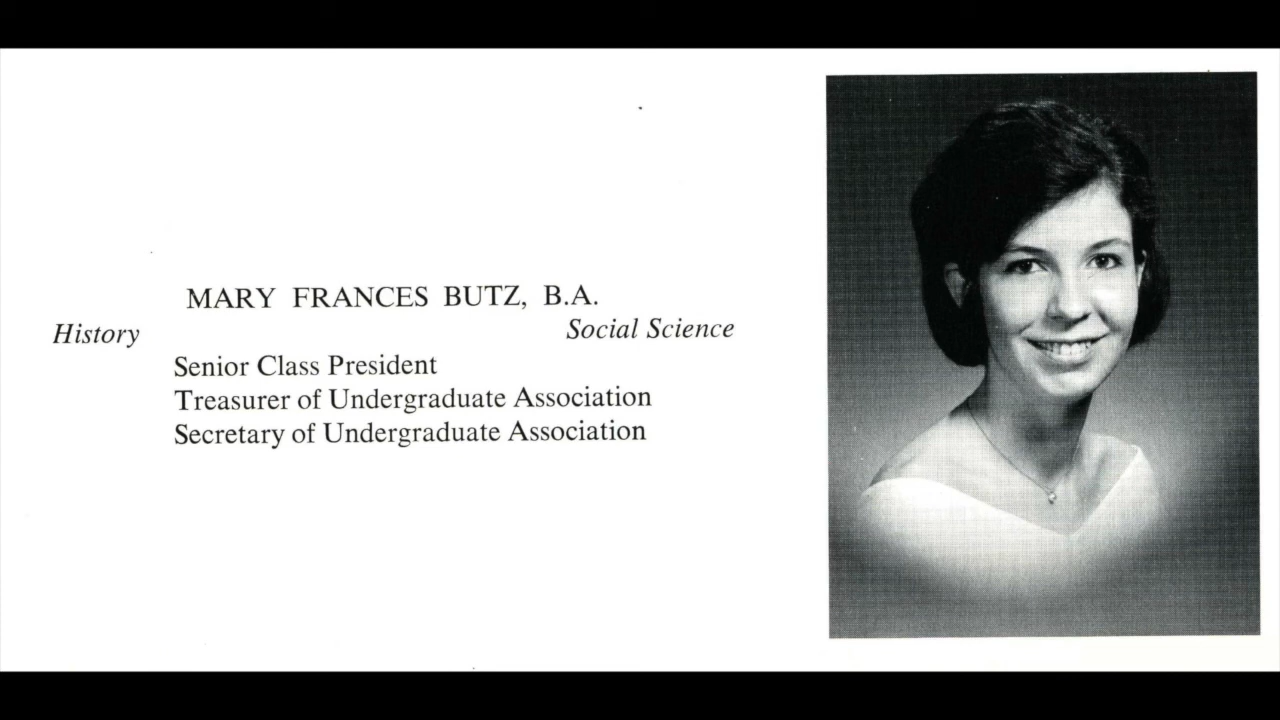 MARY FRANCES BUTZ, B.A.
History Social Science
Senior Class President
Treasurer of Undergraduate Association
Secretary of Undergraduate Association